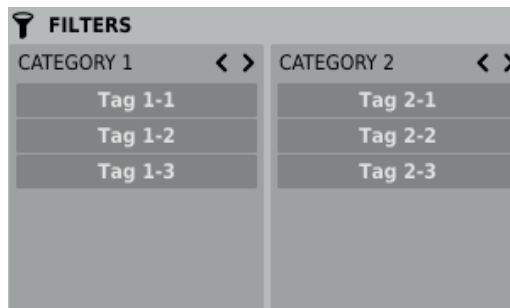 FILTERS
CATEGORY 1
Tag 1-1
Tag 1-2
Tag 1-3
CATEGORY 2
Tag 2-1
Tag 2-2
Tag 2-3